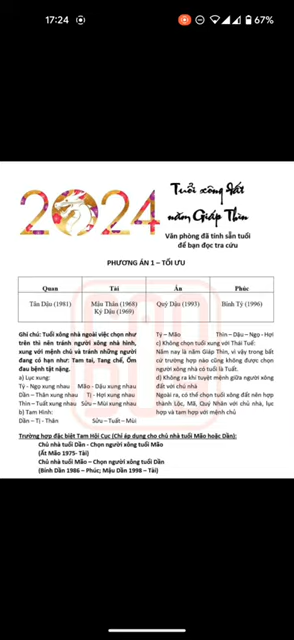 17:24
67%
2024
Tuổi xông đất
năm Giáp Thìn
Văn phòng đã tính sẵn tuổi
để bạn đọc tra cứu
PHƯƠNG ÁN 1 – TỐI ƯU
Quan Tài Ấn Phúc
Tân Dậu (1981) Mậu Thân (1968) Quý Dậu (1993) Bính Tý (1996)
Kỷ Dậu (1969)
Ghi chú: Tuổi xông nhà ngoài việc chọn như
trên thì nên tránh người xông nhà hình,
xung với mệnh chủ và tránh những người
đang có hạn như: Tam tai, Tang chế, Ốm
đau bệnh tật nặng.
a) Lục xung:
Tý - Ngọ xung nhau Mão - Dậu xung nhau
Dần – Thân xung nhau Tị - Hợi xung nhau
Thìn – Tuất xung nhau Sửu – Mùi xung nhau
b) Tam Hình:
Dần – Tị - Thân Sửu – Tuất – Mùi
Tý – Mão Thìn – Dậu – Ngọ - Hợi
c) Không chọn tuổi xung với Thái Tuế:
Năm nay là năm Giáp Thìn, vì vậy trong bất
cứ trường hợp nào cũng không được chọn
người xông nhà có tuổi là Tuất.
d) Không ra khí tuyệt mệnh giữa người xông
đất với chủ nhà
Ngoài ra, có thể chọn tuổi xông đất nên hợp
thành Lộc, Mã, Quý Nhân với chủ nhà, lục
hợp và tam hợp với mệnh chủ
Trường hợp đặc biệt Tam Hội Cục (Chỉ áp dụng cho chủ nhà tuổi Mão hoặc Dần):
Chủ nhà tuổi Dần - Chọn người xông tuổi Mão
(Ất Mão 1975- Tài)
Chủ nhà tuổi Mão – Chọn người xông tuổi Dần
(Bính Dần 1986 – Phúc; Mậu Dần 1998 – Tài)